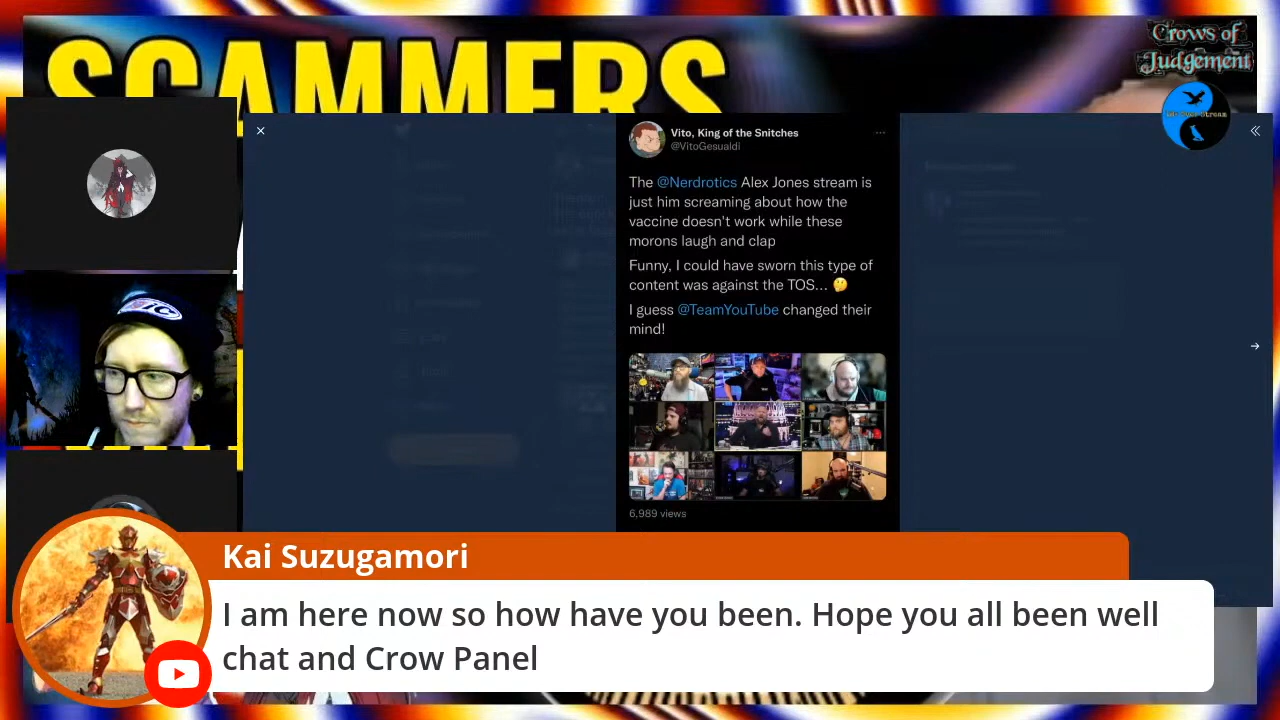 SCAMMERS
Crows of
Judgement
Vito, King of the Snitches
@VitoGesualdi
The @Nerdrotics Alex Jones stream is
just him screaming about how the
vaccine doesn't work while these
morons laugh and clap
Funny, I could have sworn this type of
content was against the TOS... 🤔
I guess @TeamYouTube changed their
mind!
6,989 views
Kai Suzugamori
I am here now so how have you been. Hope you all been well
chat and Crow Panel